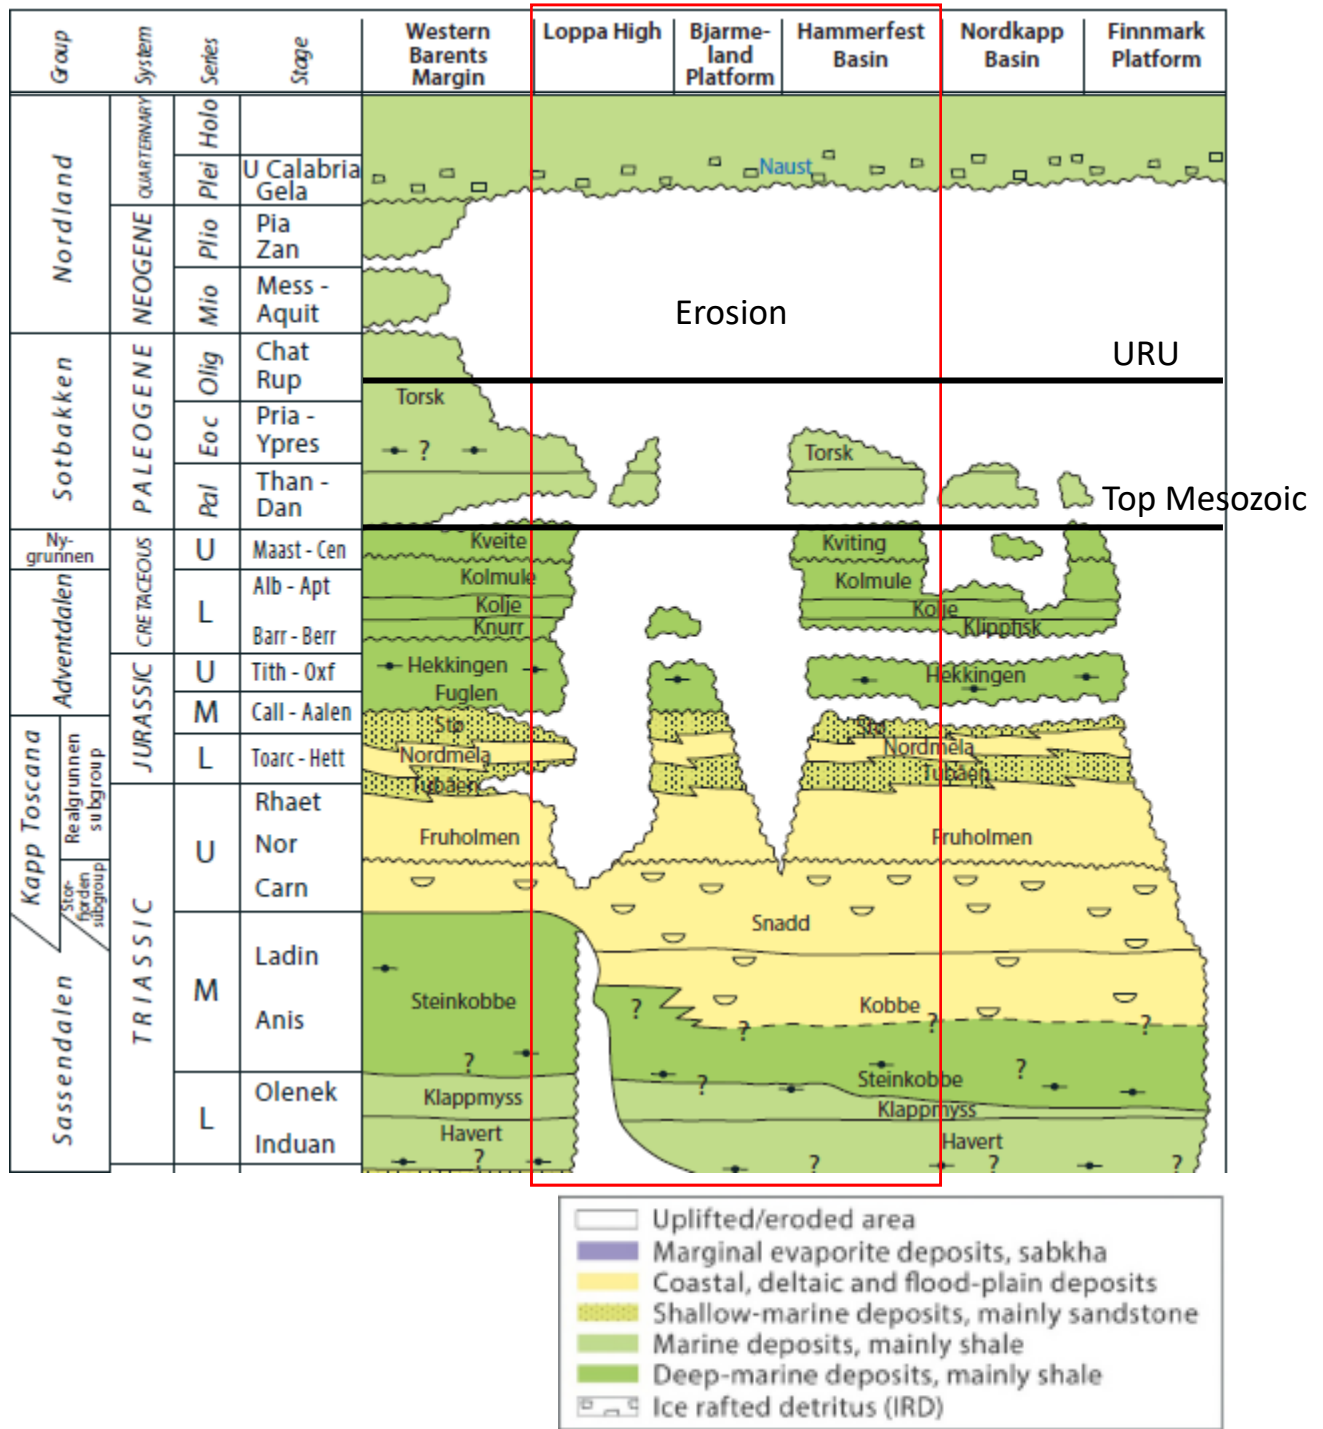 Group
System
Series
Stage
Western
Barents
Margin
Loppa High
Bjarme-
land
Platform
Hammerfest
Basin
Nordkapp
Basin
Finnmark
Platform
Nordland
Sotbakken
Ny-
grunnen
Adventdalen
Kapp Toscana
Realgrunnen
subgroup
Stor-
fjorden
subgroup
Sassendalen
QUARTERNARY
NEOGENE
PALEOGENE
CRETACEOUS
JURASSIC
TRIASSIC
Holo
Plei
Plio
Mio
Olig
Eoc
Pal
U
L
U
M
L
U
M
L
U Calabria
Gela
Pia
Zan
Mess -
Aquit
Chat
Rup
Pria -
Ypres
Than -
Dan
Maast - Cen
Alb - Apt
Barr - Berr
Tith - Oxf
Call - Aalen
Toarc - Hett
Rhaet
Nor
Carn
Ladin
Anis
Olenek
Induan
Naust
Erosion
URU
Torsk
?
Torsk
Top Mesozoic
Kveite
Kviting
Kolmule
Kolmule
Kolje
Kolje
Knurr
Klippfisk
Hekkingen
Hekkingen
Fuglen
Stø
Stø
Nordmela
Nordmela
Tubåen
Tubåen
Fruholmen
Fruholmen
Snadd
Steinkobbe
?
Kobbe
?
?
?
?
Steinkobbe
?
?
Klappmyss
Klappmyss
Havert
Havert
?
?
?
?
Uplifted/eroded area
Marginal evaporite deposits, sabkha
Coastal, deltaic and flood-plain deposits
Shallow-marine deposits, mainly sandstone
Marine deposits, mainly shale
Deep-marine deposits, mainly shale
Ice rafted detritus (IRD)